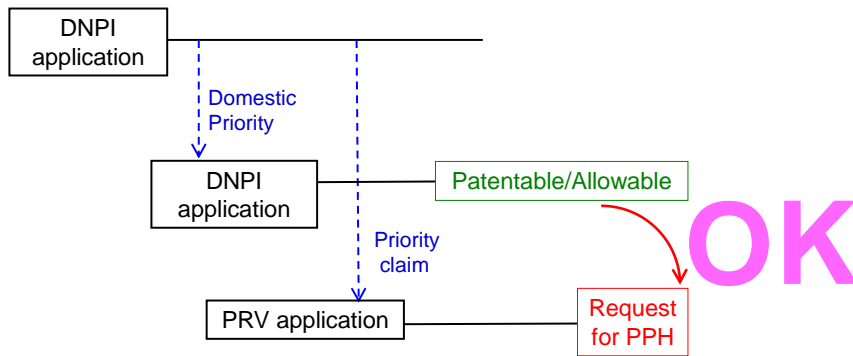 DNPI
application
Domestic
Priority
DNPI
application
Patentable/Allowable
OK
Priority
claim
PRV application
Request
for PPH